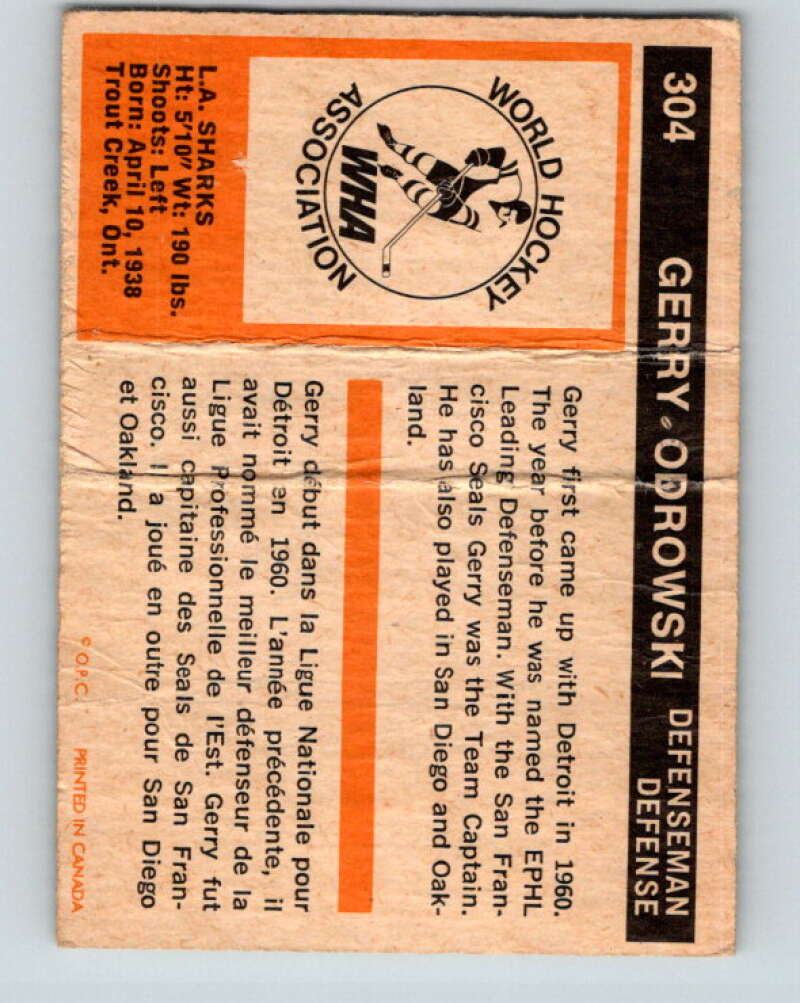 304 GERRY ODROWSKI DEFENSEMAN
DEFENSE
WORLD HOCKEY
ASSOCIATION
WHA
L.A. SHARKS
Ht: 5'10" Wt: 190 lbs.
Shoots: Left
Born: April 10, 1938
Trout Creek, Ont.
Gerry first came up with Detroit in 1960.
The year before he was named the EPHL
Leading Defenseman. With the San Fran-
cisco Seals Gerry was the Team Captain.
He has also played in San Diego and Oak-
land.
Gerry début dans la Ligue Nationale pour
Détroit en 1960. L'année précédente, il
avait nommé le meilleur défenseur de la
Ligue Professionnelle de l'Est. Gerry fut
aussi capitaine des Seals de San Fran-
cisco. Il a joué en outre pour San Diego
et Oakland.
© O.P.C. PRINTED IN CANADA